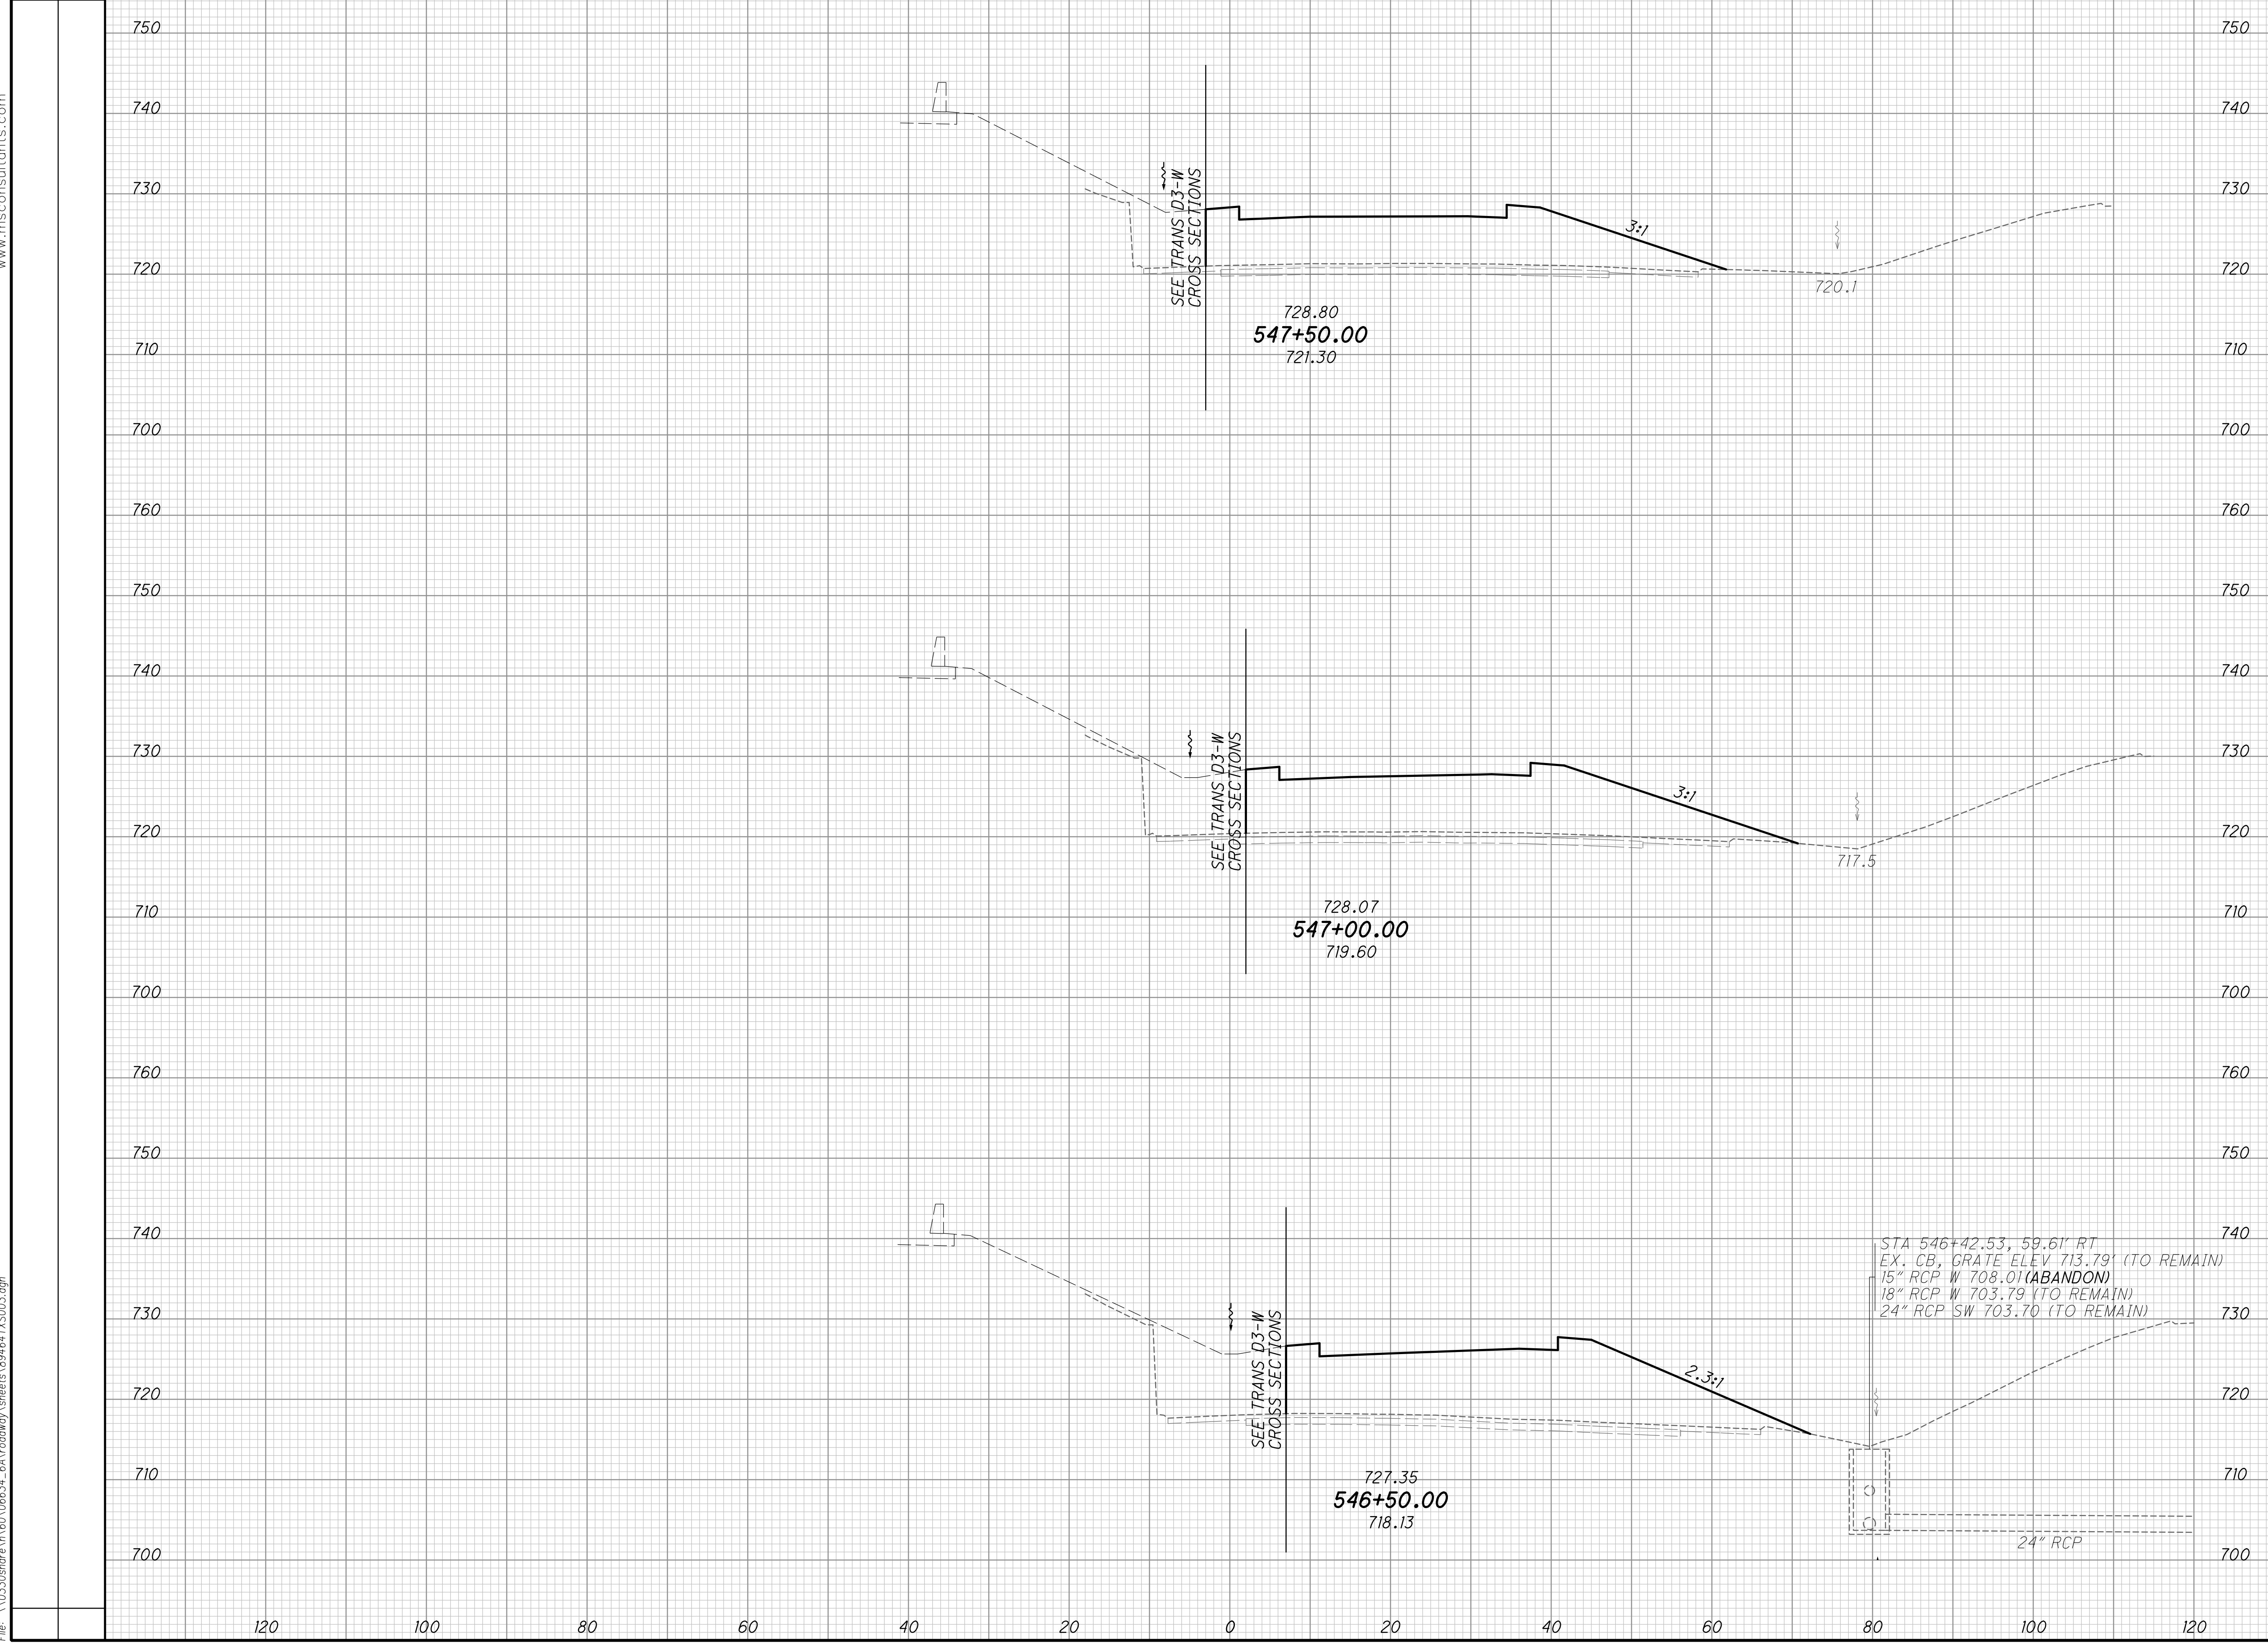 750 750
740 740
730 730
SEE TRANS D3-W
CROSS SECTIONS
3:1
720 720
720.1
728.80
547+50.00
721.30
710 710
700 700
760 760
750 750
740 740
730 730
SEE TRANS D3-W
CROSS SECTIONS
3:1
720 720
717.5
728.07
547+00.00
719.60
710 710
700 700
760 760
750 750
740 740
STA 546+42.53, 59.61' RT
EX. CB, GRATE ELEV 713.79' (TO REMAIN)
15" RCP W 708.01 (ABANDON)
18" RCP W 703.79 (TO REMAIN)
24" RCP SW 703.70 (TO REMAIN)
730 730
SEE TRANS D3-W
CROSS SECTIONS
2.3:1
720 720
710 710
727.35
546+50.00
718.13
24" RCP
700 700
120 100 80 60 40 20 0 20 40 60 80 100 120
www.msconsultants.com